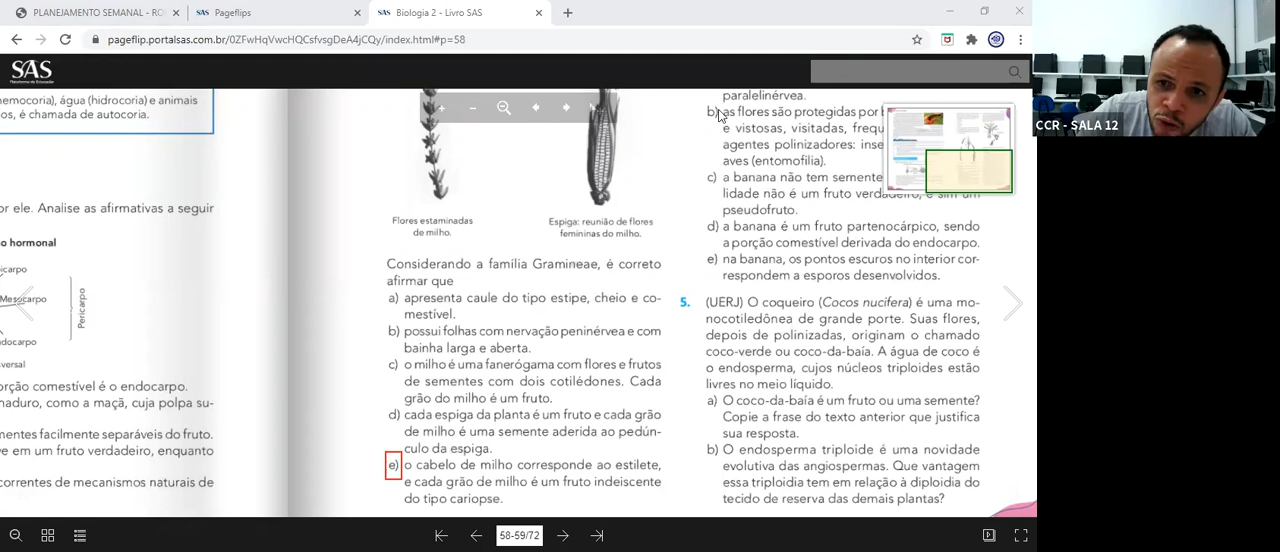 PLANEJAMENTO SEMANAL - RO
SAS Pageflips
SAS Biologia 2 - Livro SAS
pageflip.portalsas.com.br/0ZFwHqVwcHQCsfvsgDeA4jCQy/index.html#p=58
SAS
Plataforma de Educação
CCR - SALA 12
(hemocoria), água (hidrocoria) e animais
os, é chamada de autocoria.
or ele. Analise as afirmativas a seguir
o hormonal
Mesocarpo
Pericarpo
versal
orção comestível é o endocarpo.
maduro, como a maçã, cuja polpa su-
mentes facilmente separáveis do fruto.
ve em um fruto verdadeiro, enquanto
correntes de mecanismos naturais de
Flores estaminadas
de milho.
Espiga: reunião de flores
femininas do milho.
Considerando a família Gramineae, é correto
afirmar que
a) apresenta caule do tipo estipe, cheio e co-
mestível.
b) possui folhas com nervação peninérvea e com
bainha larga e aberta.
c) o milho é uma fanerógama com flores e frutos
de sementes com dois cotilédones. Cada
grão do milho é um fruto.
d) cada espiga da planta é um fruto e cada grão
de milho é uma semente aderida ao pedún-
culo da espiga.
e) o cabelo de milho corresponde ao estilete,
e cada grão de milho é um fruto indeiscente
do tipo cariopse.
paralelinérvea.
b) as flores são protegidas por
e vistosas, visitadas,
agentes polinizadores:
aves (entomofilia).
c) a banana não tem
lidade não é um fruto verdadeiro, e sim um
pseudofruto.
d) a banana é um fruto partenocárpico, sendo
a porção comestível derivada do endocarpo.
e) na banana, os pontos escuros no interior cor-
respondem a esporos desenvolvidos.
5. (UERJ) O coqueiro (Cocos nucifera) é uma mo-
nocotiledônea de grande porte. Suas flores,
depois de polinizadas, originam o chamado
coco-verde ou coco-da-baía. A água de coco é
o endosperma, cujos núcleos triploides estão
livres no meio líquido.
a) O coco-da-baía é um fruto ou uma semente?
Copie a frase do texto anterior que justifica
sua resposta.
b) O endosperma triploide é uma novidade
evolutiva das angiospermas. Que vantagem
essa triploidia tem em relação à diploidia do
tecido de reserva das demais plantas?
58-59/72